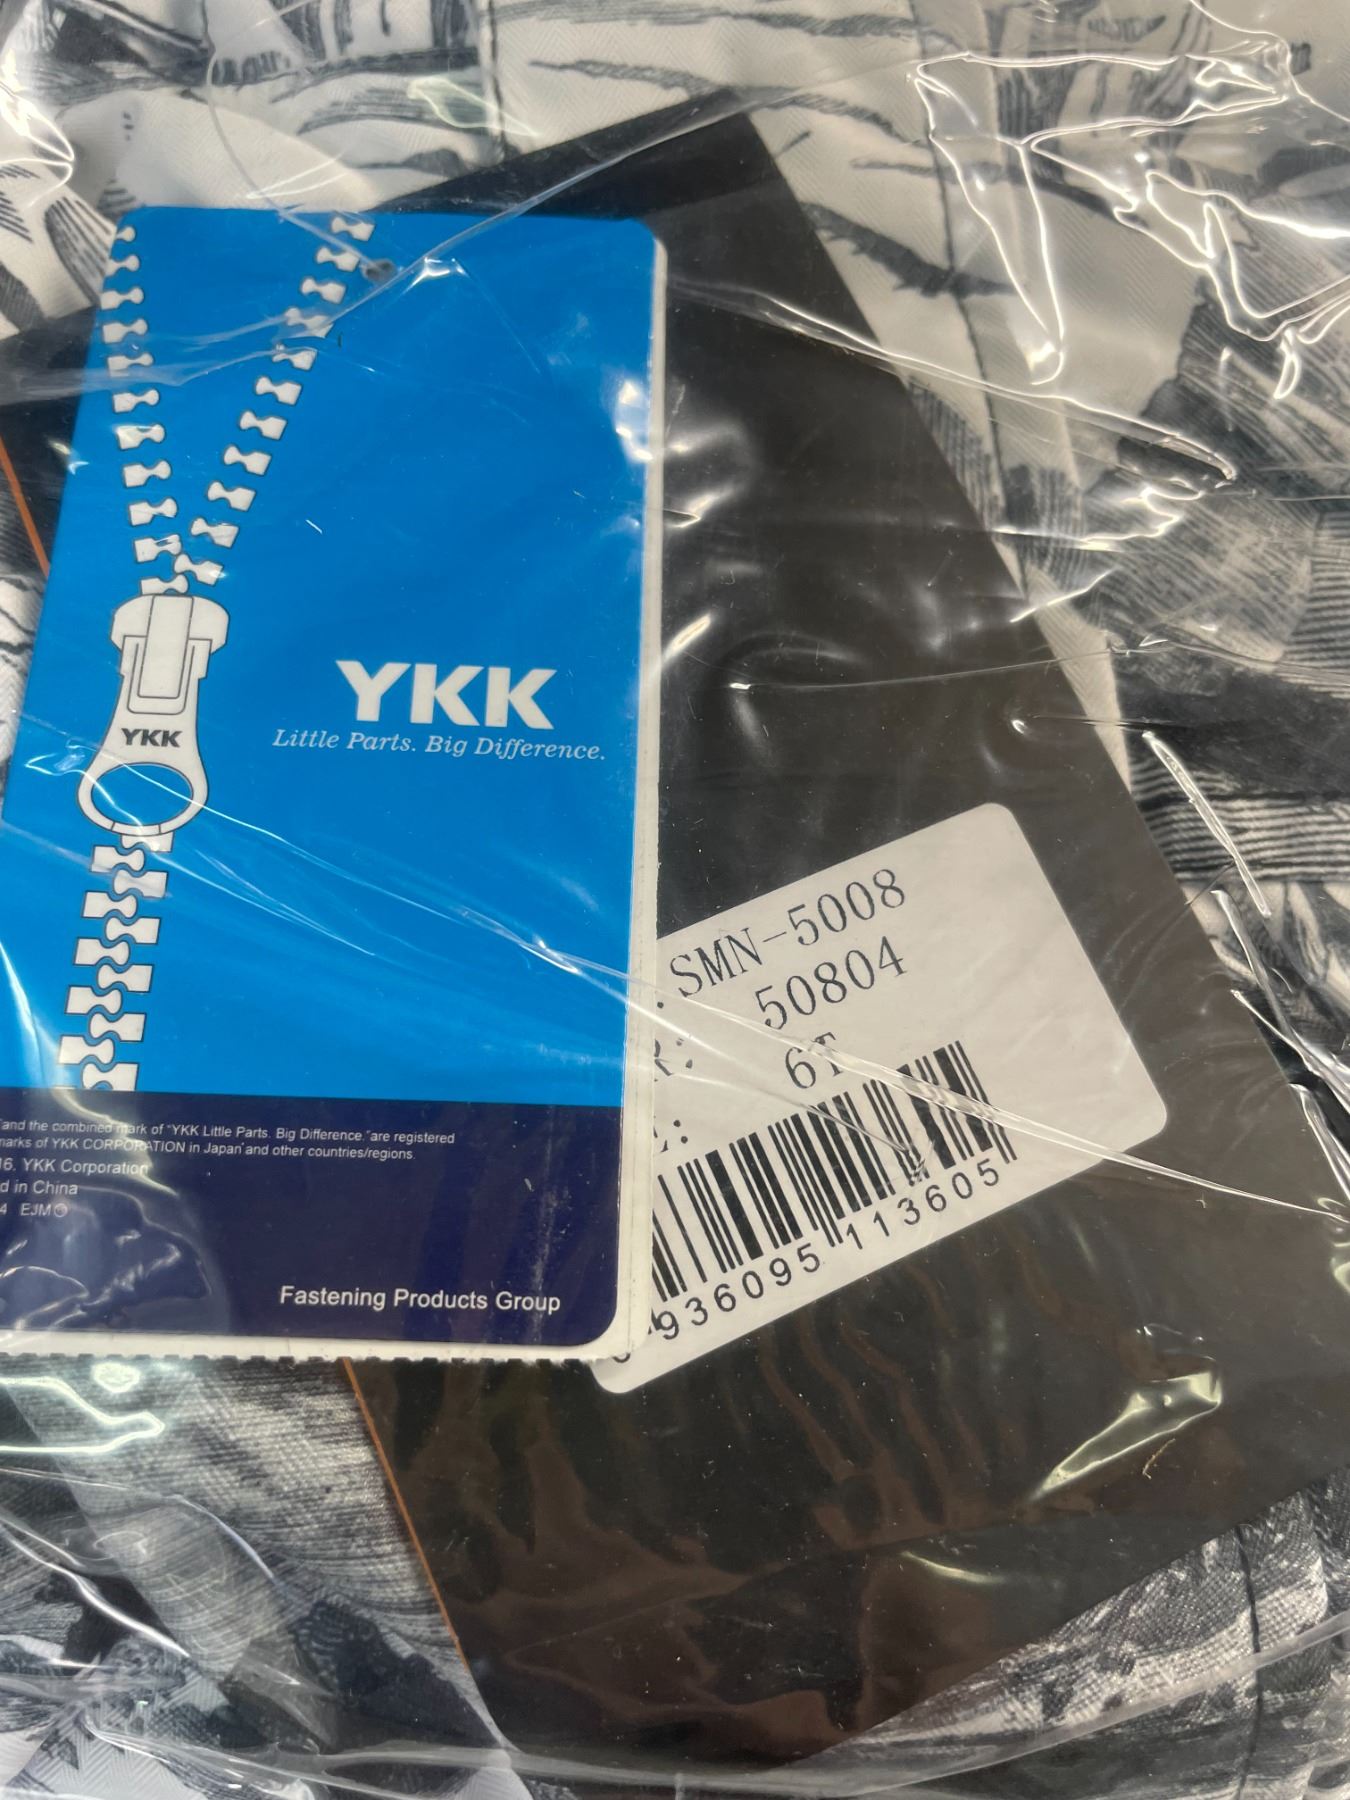 YKK
YKK
Little Parts. Big Difference.
and the combined mark of "YKK Little Parts. Big Difference."are registered
marks of YKK CORPORATION in Japan and other countries/regions.
16. YKK Corporation
d in China
4 EJM
Fastening Products Group
. SMN-5008
50804
R: 6T
:
936095 113605